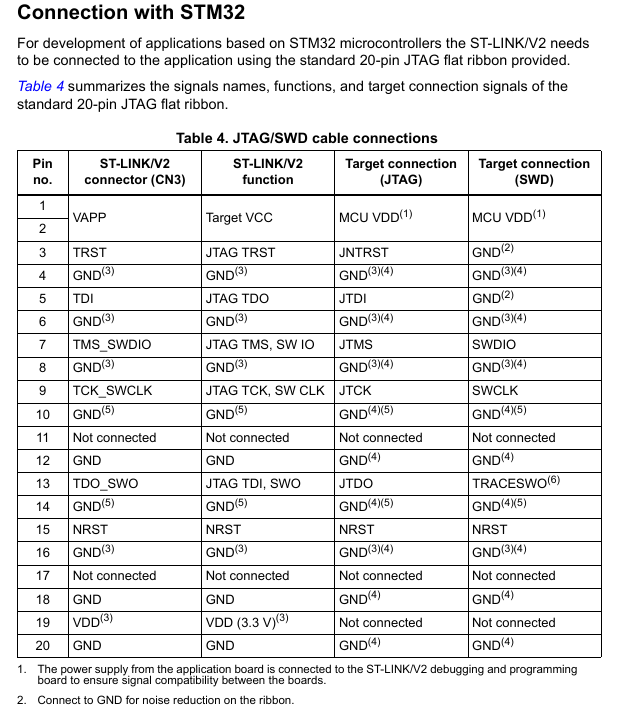 Connection with STM32
For development of applications based on STM32 microcontrollers the ST-LINK/V2 needs
to be connected to the application using the standard 20-pin JTAG flat ribbon provided.
Table 4 summarizes the signals names, functions, and target connection signals of the
standard 20-pin JTAG flat ribbon.
Table 4. JTAG/SWD cable connections
Pin no. ST-LINK/V2 connector (CN3) ST-LINK/V2 function Target connection (JTAG) Target connection (SWD)
1 VAPP Target VCC MCU VDD(1) MCU VDD(1)
2
3 TRST JTAG TRST JNTRST GND(2)
4 GND(3) GND(3) GND(3)(4) GND(3)(4)
5 TDI JTAG TDO JTDI GND(2)
6 GND(3) GND(3) GND(3)(4) GND(3)(4)
7 TMS_SWDIO JTAG TMS, SW IO JTMS SWDIO
8 GND(3) GND(3) GND(3)(4) GND(3)(4)
9 TCK_SWCLK JTAG TCK, SW CLK JTCK SWCLK
10 GND(5) GND(5) GND(4)(5) GND(4)(5)
11 Not connected Not connected Not connected Not connected
12 GND GND GND(4) GND(4)
13 TDO_SWO JTAG TDI, SWO JTDO TRACESWO(6)
14 GND(5) GND(5) GND(4)(5) GND(4)(5)
15 NRST NRST NRST NRST
16 GND(3) GND(3) GND(3)(4) GND(3)(4)
17 Not connected Not connected Not connected Not connected
18 GND GND GND(4) GND(4)
19 VDD(3) VDD (3.3 V)(3) Not connected Not connected
20 GND GND GND(4) GND(4)
1. The power supply from the application board is connected to the ST-LINK/V2 debugging and programming
board to ensure signal compatibility between the boards.
2. Connect to GND for noise reduction on the ribbon.